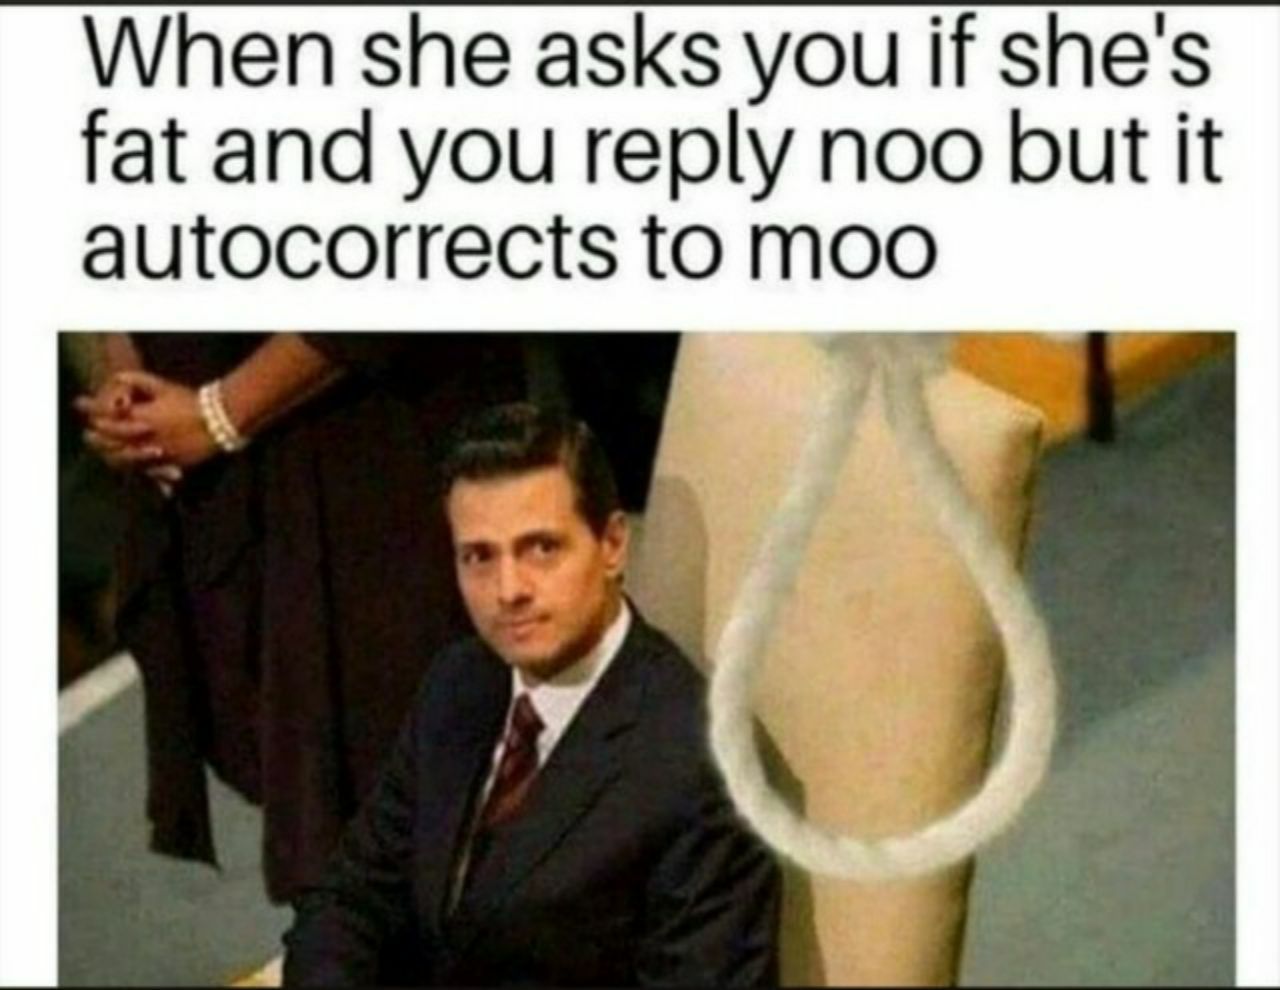 When she asks you if she's
fat and you reply noo but it
autocorrects to moo